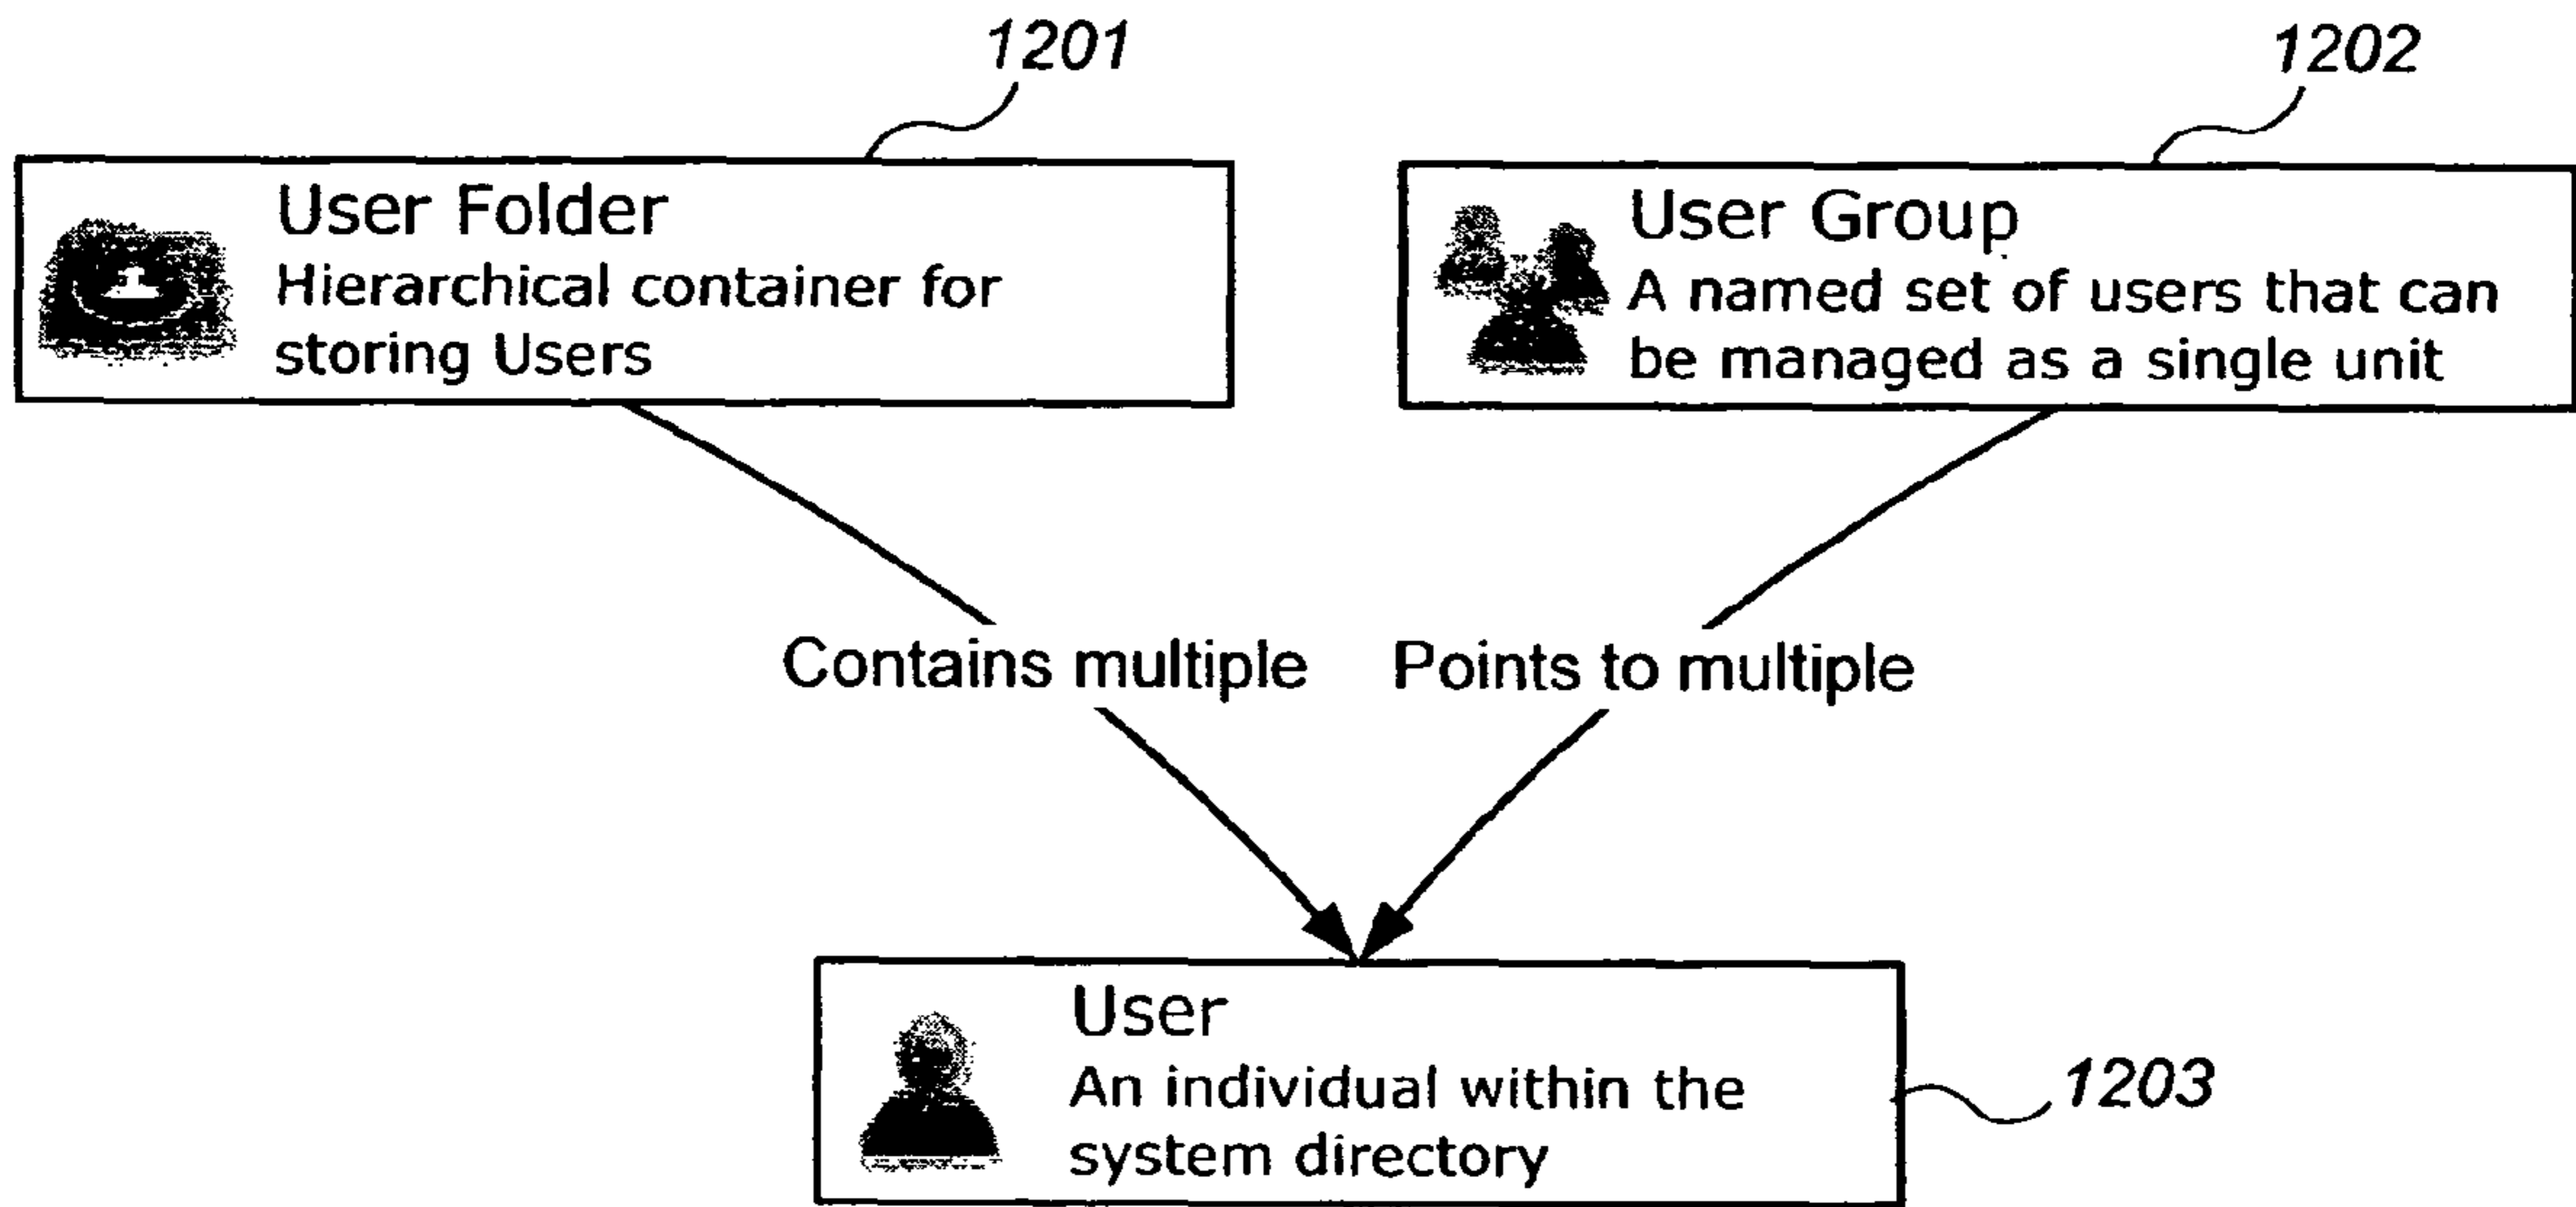 1201
1202
User Folder
Hierarchical container for
storing Users
User Group
A named set of users that can
be managed as a single unit
Contains multiple
Points to multiple
User
An individual within the
system directory
1203